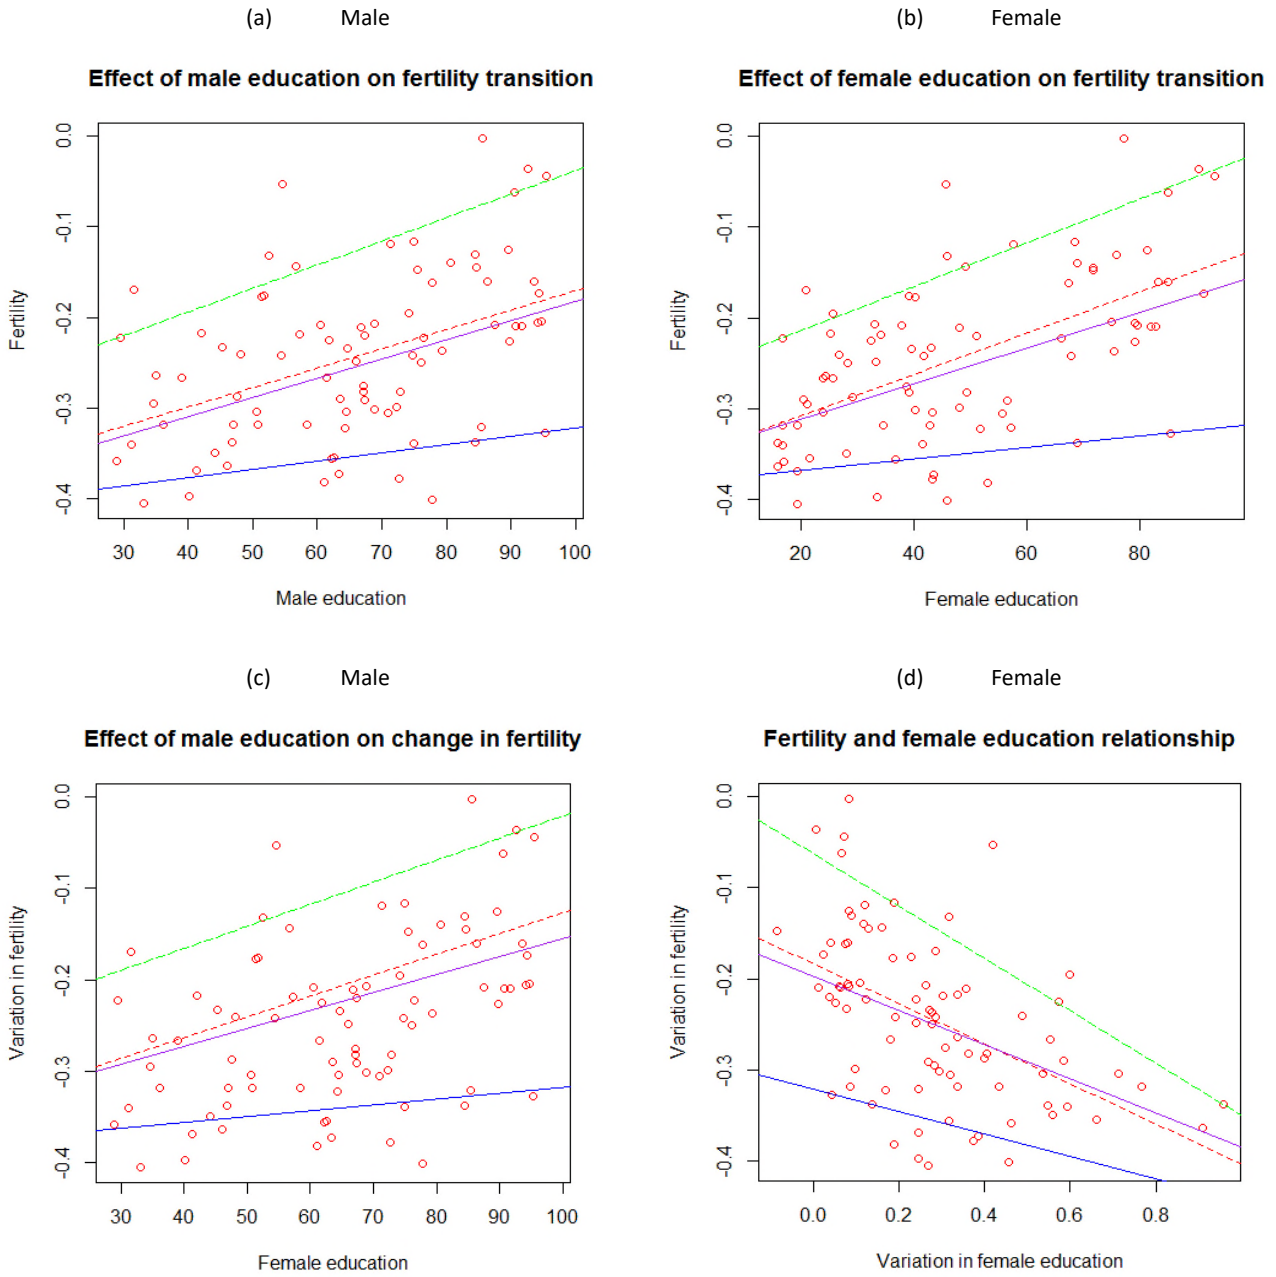 (a) Male
(b) Female
Effect of male education on fertility transition
Effect of female education on fertility transition
Fertility
0.0
-0.1
-0.2
-0.3
-0.4
30 40 50 60 70 80 90 100
Male education
Fertility
0.0
-0.1
-0.2
-0.3
-0.4
20 40 60 80
Female education
(c) Male
(d) Female
Effect of male education on change in fertility
Fertility and female education relationship
Variation in fertility
0.0
-0.1
-0.2
-0.3
-0.4
30 40 50 60 70 80 90 100
Female education
Variation in fertility
0.0
-0.1
-0.2
-0.3
-0.4
0.0 0.2 0.4 0.6 0.8
Variation in female education